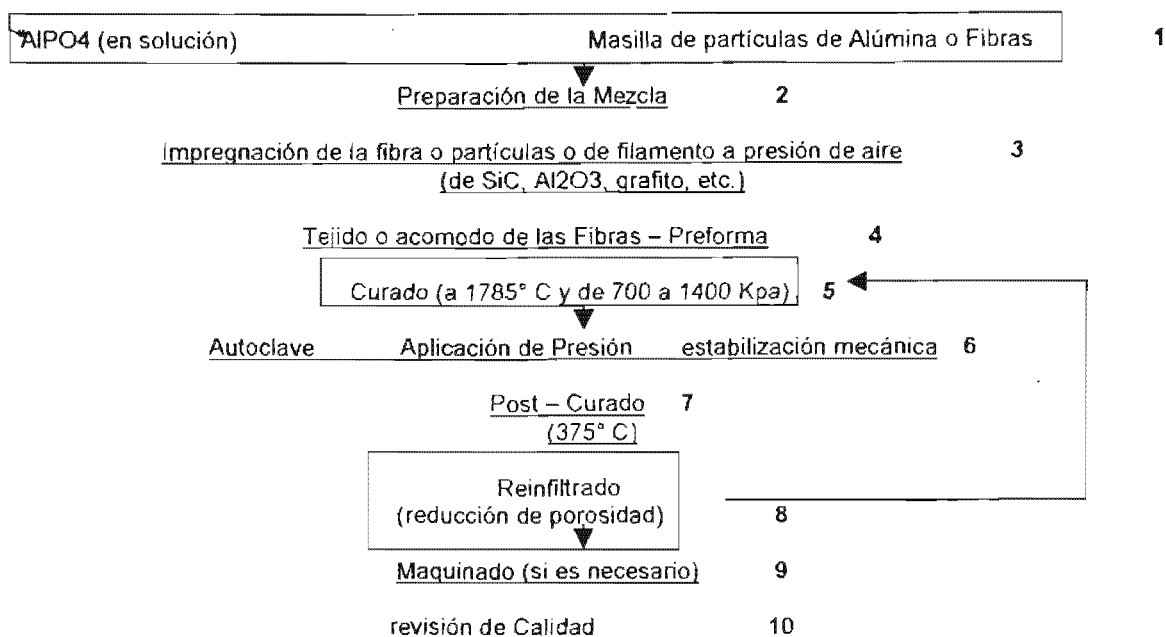 AlPO4 (en solución) Masilla de partículas de Alúmina o Fibras 1
Preparación de la Mezcla 2
Impregnación de la fibra o partículas o de filamento a presión de aire 3
(de SiC, Al2O3, grafito, etc.)
Tejido o acomodo de las Fibras – Preforma 4
Curado (a 1785° C y de 700 a 1400 Kpa) 5
Autoclave Aplicación de Presión estabilización mecánica 6
Post – Curado 7
(375° C)
Reinfiltrado
(reducción de porosidad) 8
Maquinado (si es necesario) 9
revisión de Calidad 10